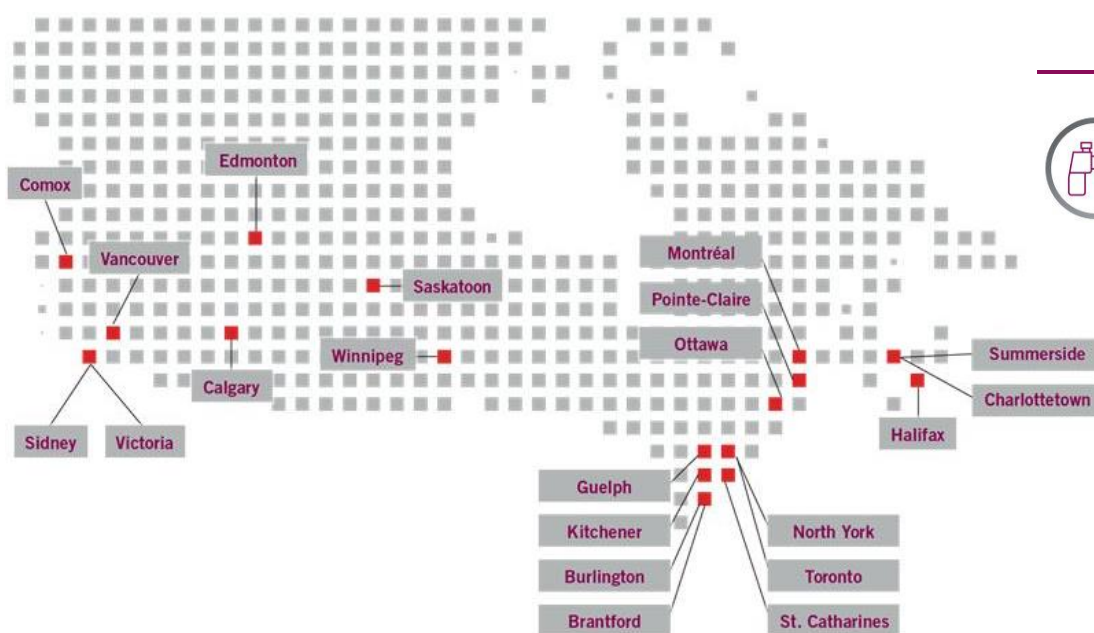 Edmonton
Comox
Vancouver
Montréal
Saskatoon
Pointe-Claire
Ottawa
Winnipeg
Summerside
Calgary
Charlottetown
Sidney
Victoria
Halifax
Guelph
Kitchener
North York
Burlington
Toronto
Brantford
St. Catharines